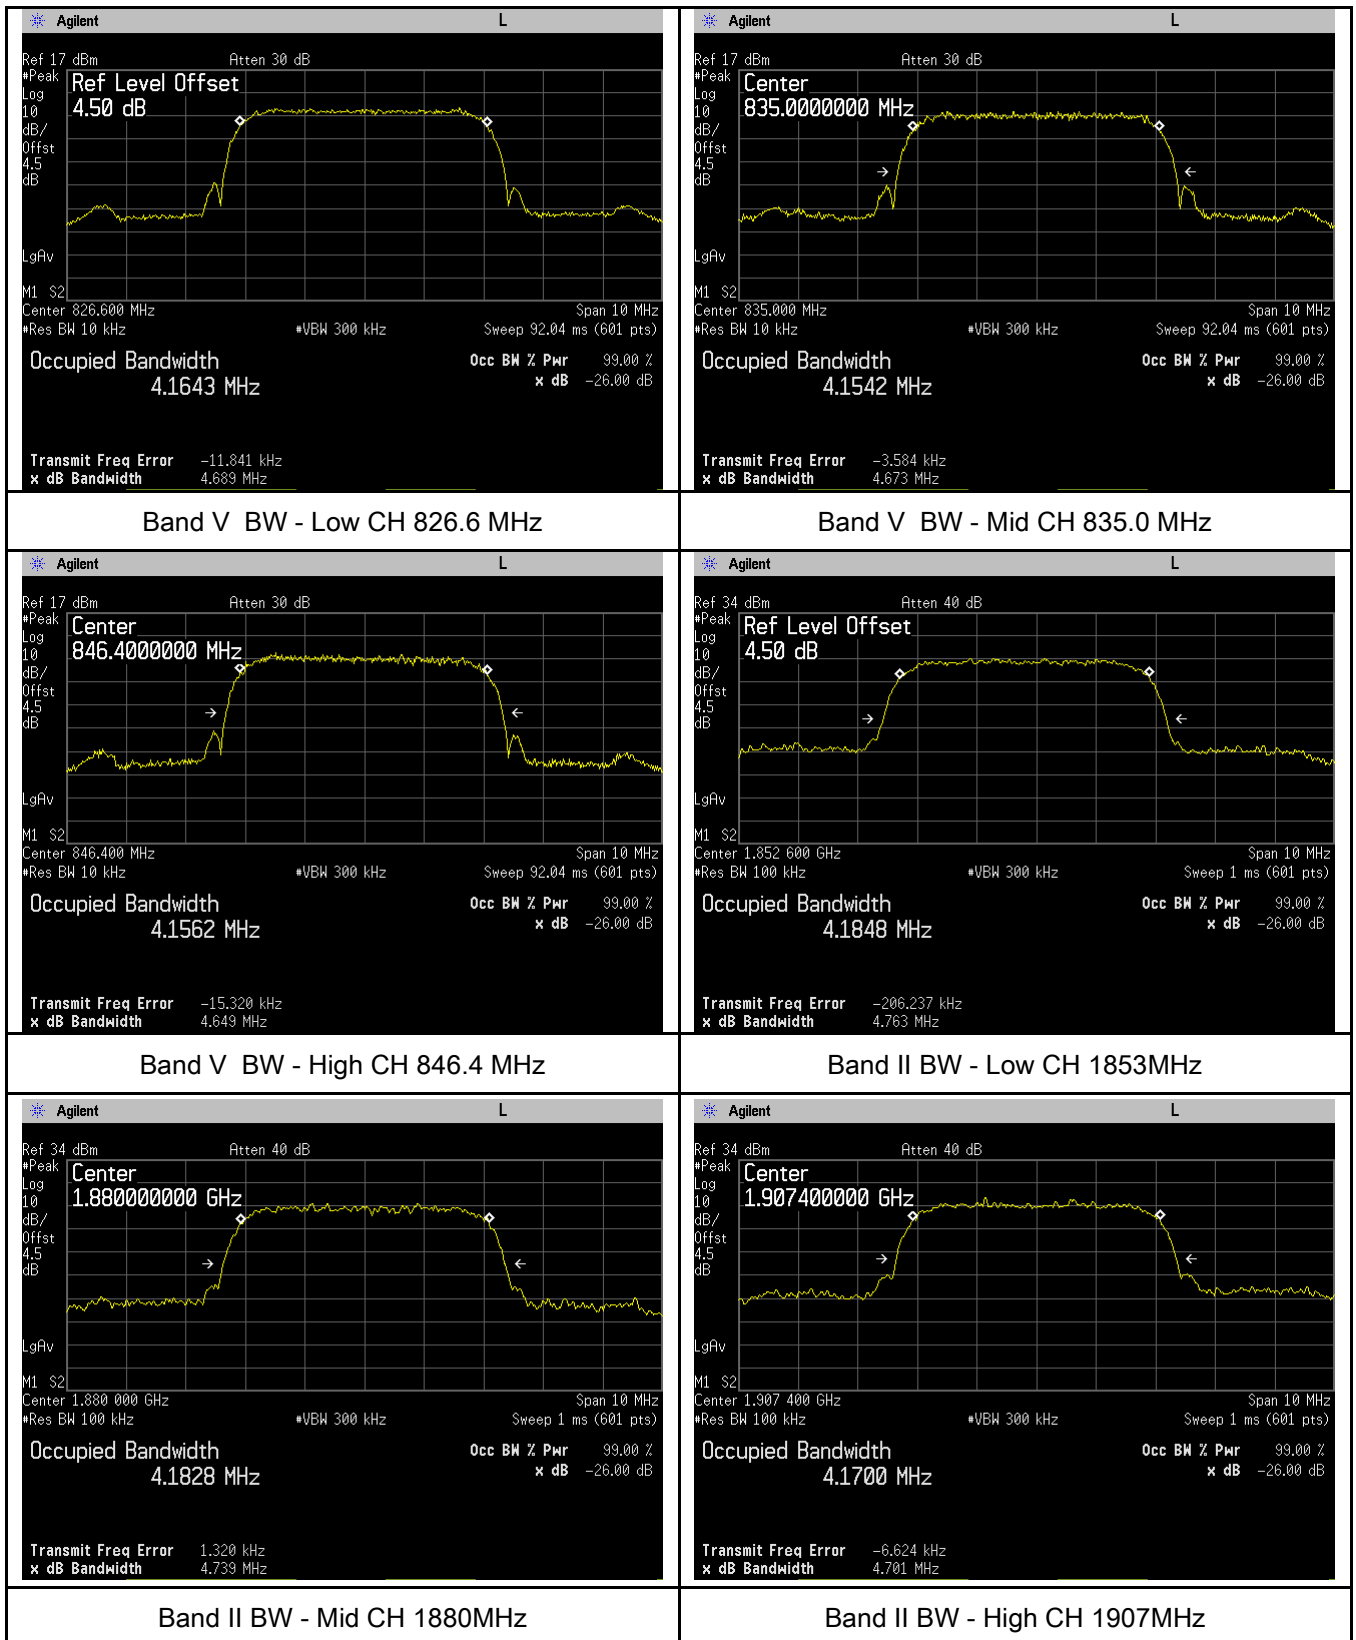 Agilent L
Ref 17 dBm Atten 30 dB
#Peak
Log
10
dB/
Offst
4.5
dB
Ref Level Offset
4.50 dB
LgAv
M1 S2
Center 826.600 MHz Span 10 MHz
#Res BW 10 kHz #VBW 300 kHz Sweep 92.04 ms (601 pts)
Occupied Bandwidth Occ BW % Pwr 99.00 %
4.1643 MHz x dB -26.00 dB
Transmit Freq Error -11.841 kHz
x dB Bandwidth 4.689 MHz
Band V BW - Low CH 826.6 MHz
Agilent L
Ref 17 dBm Atten 30 dB
#Peak
Log
10
dB/
Offst
4.5
dB
Center
835.0000000 MHz
LgAv
M1 S2
Center 835.000 MHz Span 10 MHz
#Res BW 10 kHz #VBW 300 kHz Sweep 92.04 ms (601 pts)
Occupied Bandwidth Occ BW % Pwr 99.00 %
4.1542 MHz x dB -26.00 dB
Transmit Freq Error -3.584 kHz
x dB Bandwidth 4.673 MHz
Band V BW - Mid CH 835.0 MHz
Agilent L
Ref 17 dBm Atten 30 dB
#Peak
Log
10
dB/
Offst
4.5
dB
Center
846.4000000 MHz
LgAv
M1 S2
Center 846.400 MHz Span 10 MHz
#Res BW 10 kHz #VBW 300 kHz Sweep 92.04 ms (601 pts)
Occupied Bandwidth Occ BW % Pwr 99.00 %
4.1562 MHz x dB -26.00 dB
Transmit Freq Error -15.320 kHz
x dB Bandwidth 4.649 MHz
Band V BW - High CH 846.4 MHz
Agilent L
Ref 34 dBm Atten 40 dB
#Peak
Log
10
dB/
Offst
4.5
dB
Ref Level Offset
4.50 dB
LgAv
M1 S2
Center 1.852 600 GHz Span 10 MHz
#Res BW 100 kHz #VBW 300 kHz Sweep 1 ms (601 pts)
Occupied Bandwidth Occ BW % Pwr 99.00 %
4.1848 MHz x dB -26.00 dB
Transmit Freq Error -206.237 kHz
x dB Bandwidth 4.763 MHz
Band II BW - Low CH 1853MHz
Agilent L
Ref 34 dBm Atten 40 dB
#Peak
Log
10
dB/
Offst
4.5
dB
Center
1.880000000 GHz
LgAv
M1 S2
Center 1.880 000 GHz Span 10 MHz
#Res BW 100 kHz #VBW 300 kHz Sweep 1 ms (601 pts)
Occupied Bandwidth Occ BW % Pwr 99.00 %
4.1828 MHz x dB -26.00 dB
Transmit Freq Error 1.320 kHz
x dB Bandwidth 4.739 MHz
Band II BW - Mid CH 1880MHz
Agilent L
Ref 34 dBm Atten 40 dB
#Peak
Log
10
dB/
Offst
4.5
dB
Center
1.907400000 GHz
LgAv
M1 S2
Center 1.907 400 GHz Span 10 MHz
#Res BW 100 kHz #VBW 300 kHz Sweep 1 ms (601 pts)
Occupied Bandwidth Occ BW % Pwr 99.00 %
4.1700 MHz x dB -26.00 dB
Transmit Freq Error -6.624 kHz
x dB Bandwidth 4.701 MHz
Band II BW - High CH 1907MHz